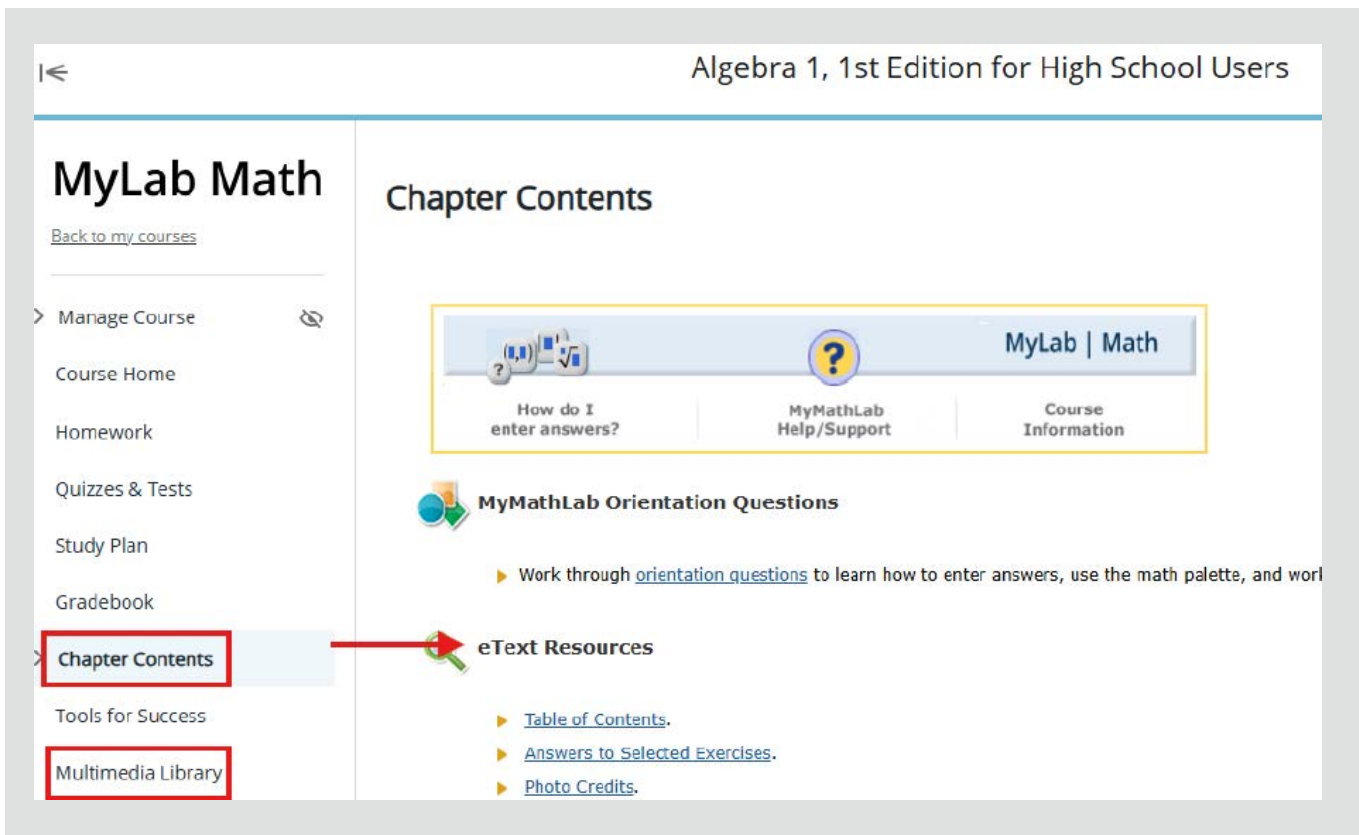 Algebra 1, 1st Edition for High School Users
MyLab Math
Back to my courses
Manage Course
Course Home
Homework
Quizzes & Tests
Study Plan
Gradebook
Chapter Contents
Tools for Success
Multimedia Library
Chapter Contents
MyLab | Math
How do I
enter answers?
MyMathLab
Help/Support
Course
Information
MyMathLab Orientation Questions
Work through orientation questions to learn how to enter answers, use the math palette, and worl
eText Resources
Table of Contents.
Answers to Selected Exercises.
Photo Credits.